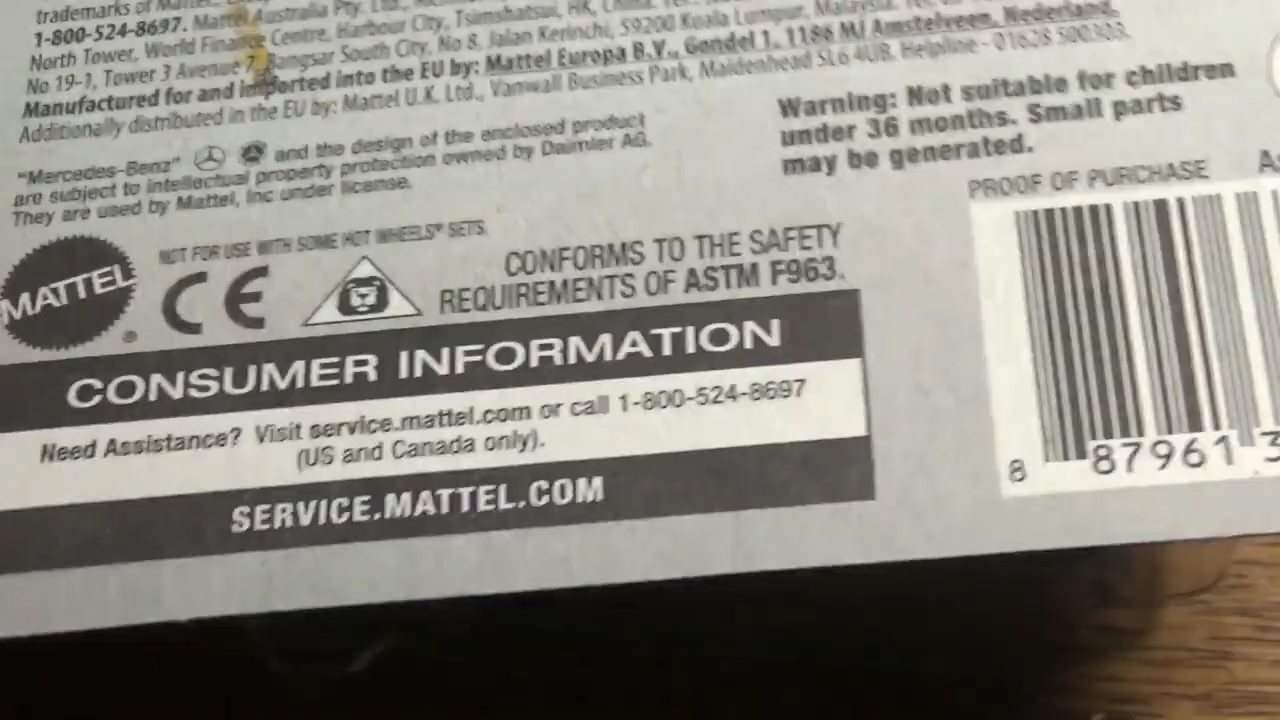 trademarks of Mattel,
1-800-524-8697. Mattel Australia Pty. Ltd.,
North Tower, World Finance Centre, Harbour City, Tsimshatsui, HK, China.
No 19-1, Tower 3 Avenue 7, Bangsar South City, No 8, Jalan Kerinchi, 59200 Kuala Lumpur, Malaysia.
Manufactured for and imported into the EU by: Mattel Europa B.V., Gondel 1, 1186 MJ Amstelveen, Nederland.
Additionally distributed in the EU by: Mattel U.K. Ltd., Vanwall Business Park, Maidenhead SL6 4UB. Helpline - 01628 500303.
"Mercedes-Benz" and the design of the enclosed product
are subject to intellectual property protection owned by Daimler AG.
They are used by Mattel, Inc under license.
Warning: Not suitable for children
under 36 months. Small parts
may be generated.
PROOF OF PURCHASE
MATTEL
®
NOT FOR USE WITH SOME HOT WHEELS® SETS.
CE
CONFORMS TO THE SAFETY
REQUIREMENTS OF ASTM F963.
CONSUMER INFORMATION
Need Assistance? Visit service.mattel.com or call 1-800-524-8697
(US and Canada only).
SERVICE.MATTEL.COM
8 87961 3